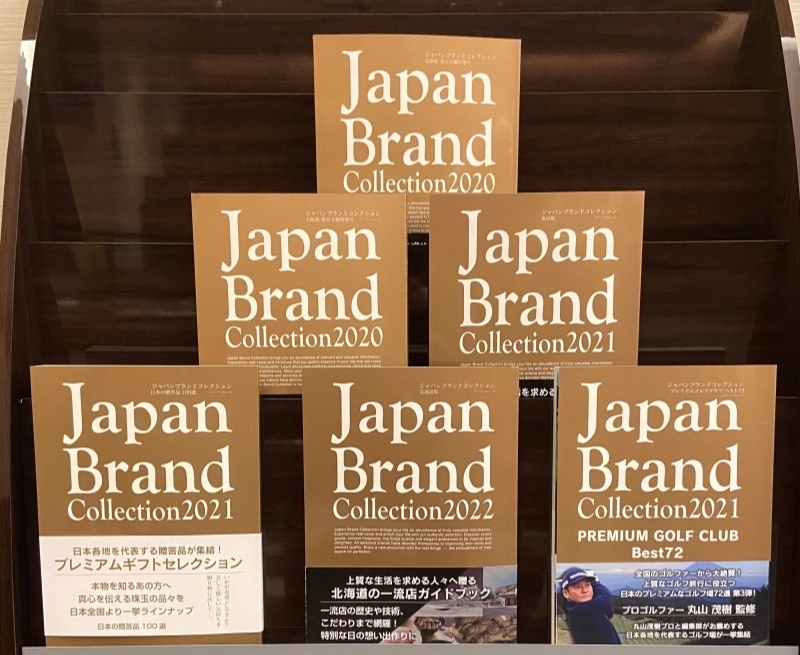 ジャパンブランドコレクション
Japan
Brand
Collection2020
ジャパンブランドコレクション
Japan
Brand
Collection2020
Japan Brand Collection brings you an abundance of relevant and valuable information.
ジャパンブランドコレクション
Japan
Brand
Collection2021
を求める
ジャパンブランドコレクション
日本の贈答品100選
Japan
Brand
Collection2021
日本各地を代表する贈答品が集結！
プレミアムギフトセレクション
本物を知るあの方へ
真心を伝える珠玉の品々を
日本全国より一挙ラインナップ
日本の贈答品 100 選
ジャパンブランドコレクション
北海道版
Japan
Brand
Collection2022
上質な生活を求める人々へ贈る
北海道の一流店ガイドブック
一流店の歴史や技術、
こだわりまで網羅！
特別な日の想い出作りに
ジャパンブランドコレクション
プレミアムゴルフクラブ ベスト72
Japan
Brand
Collection2021
PREMIUM GOLF CLUB
Best72
全国のゴルファーから大絶賛！
上質なゴルフ旅行に役立つ
日本のプレミアムなゴルフ場72選 第3弾！
プロゴルファー 丸山 茂樹 監修
丸山茂樹プロと編集部がお薦めする
日本各地を代表するゴルフ場が一挙集結